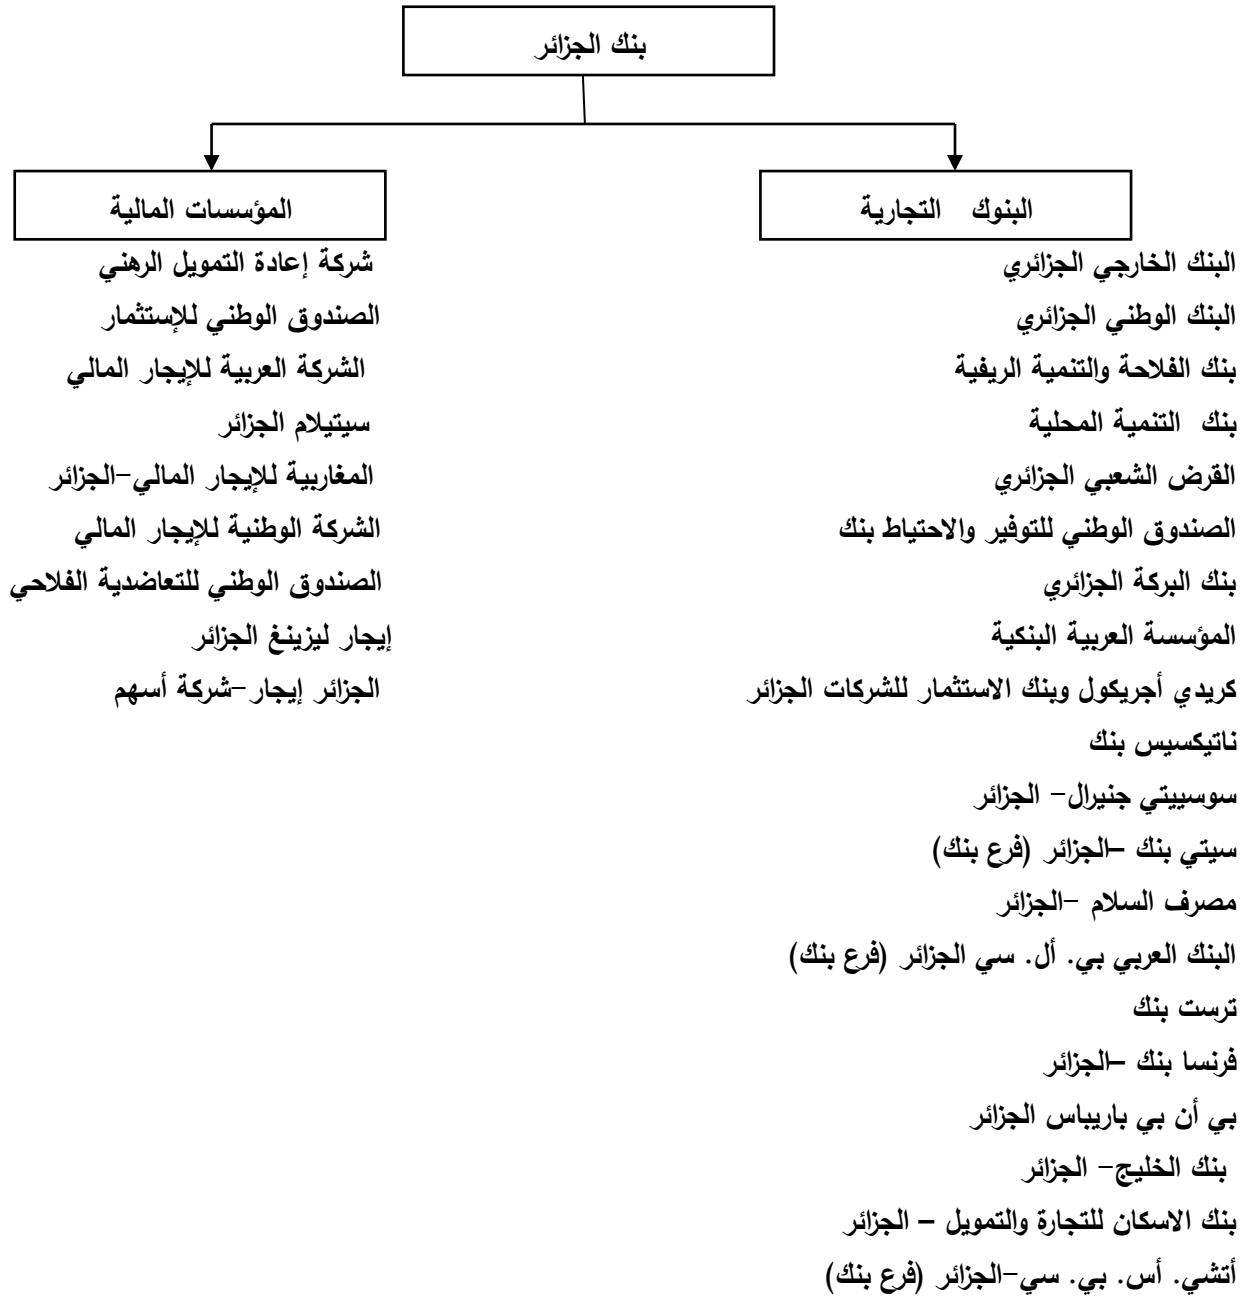 بنك الجزائر
البنوك التجارية
البنك الخارجي الجزائري
البنك الوطني الجزائري
بنك الفلاحة والتنمية الريفية
بنك التنمية المحلية
القرض الشعبي الجزائري
الصندوق الوطني للتوفير والاحتياط بنك
بنك البركة الجزائري
المؤسسة العربية البنكية
كريدي أجريكول وبنك الاستثمار للشركات الجزائر
ناتيكسيس بنك
سوسييتي جنيرال- الجزائر
سيتي بنك –الجزائر (فرع بنك)
مصرف السلام –الجزائر
البنك العربي بي. أل. سي الجزائر (فرع بنك)
ترست بنك
فرنسا بنك –الجزائر
بي أن بي باريباس الجزائر
بنك الخليج- الجزائر
بنك الاسكان للتجارة والتمويل – الجزائر
أتشي. أس. بي. سي-الجزائر (فرع بنك)
المؤسسات المالية
شركة إعادة التمويل الرهني
الصندوق الوطني للإستثمار
الشركة العربية للإيجار المالي
سيتيلام الجزائر
المغاربية للإيجار المالي-الجزائر
الشركة الوطنية للإيجار المالي
الصندوق الوطني للتعاضدية الفلاحي
إيجار ليزينغ الجزائر
الجزائر إيجار-شركة أسهم